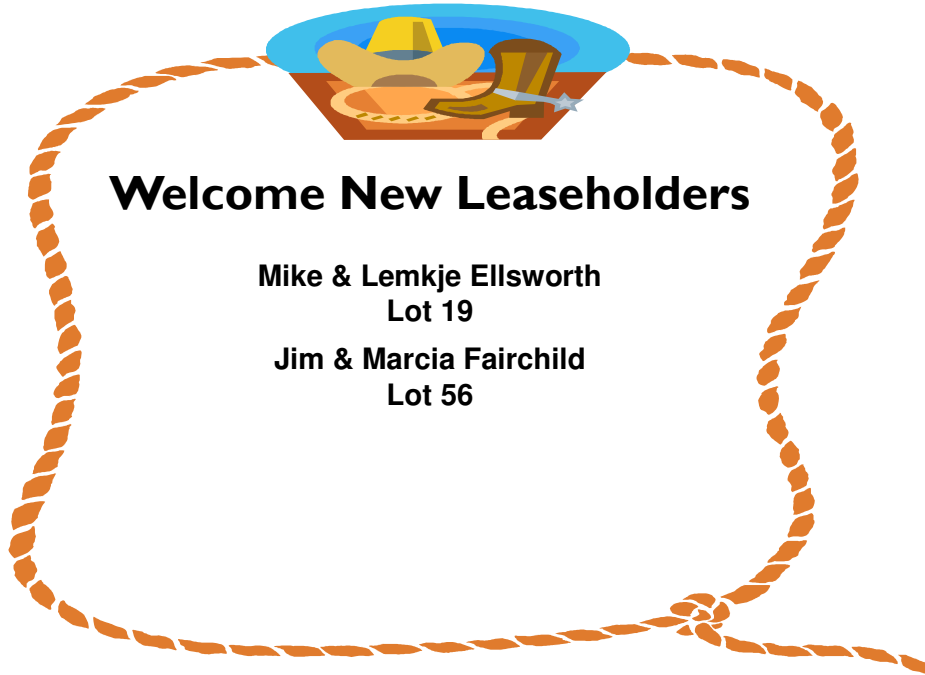 Welcome New Leaseholders
Mike & Lemkje Ellsworth
Lot 19
Jim & Marcia Fairchild
Lot 56